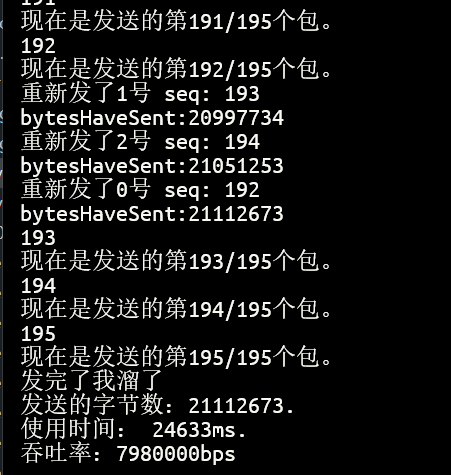 191
现在是发送的第191/195个包。
192
现在是发送的第192/195个包。
重新发了1号 seq: 193
bytesHaveSent:20997734
重新发了2号 seq: 194
bytesHaveSent:21051253
重新发了0号 seq: 192
bytesHaveSent:21112673
193
现在是发送的第193/195个包。
194
现在是发送的第194/195个包。
195
现在是发送的第195/195个包。
发完了我溜了
发送的字节数：21112673.
使用时间： 24633ms.
吞吐率：7980000bps